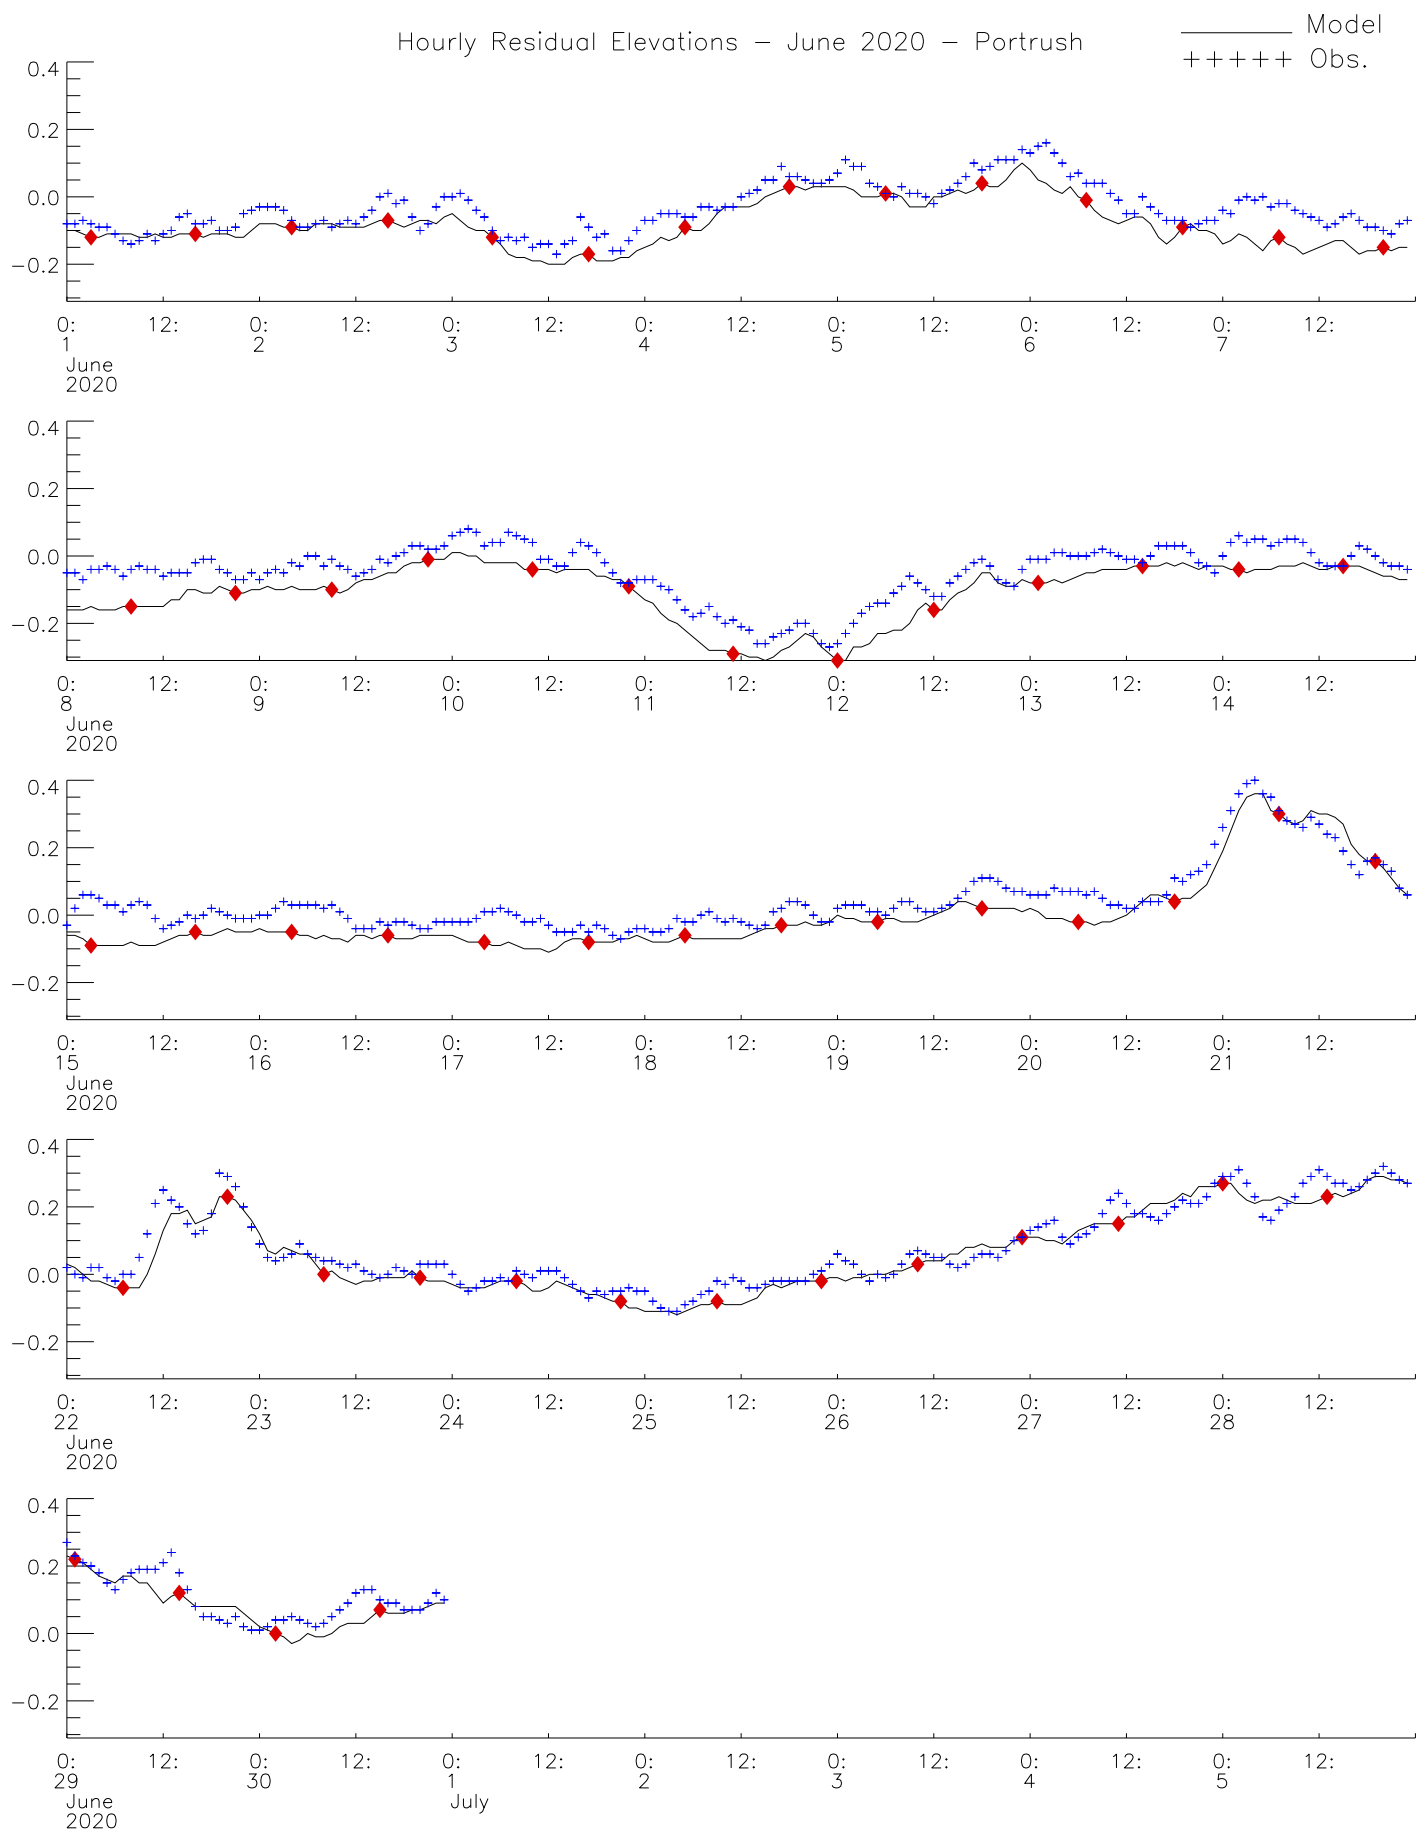 Hourly Residual Elevations – June 2020 – Portrush
Model
+++++ Obs.
0.4
0.2
0.0
−0.2
0: 12: 0: 12: 0: 12: 0: 12: 0: 12: 0: 12: 0: 12:
1 2 3 4 5 6 7
June
2020
0.4
0.2
0.0
−0.2
0: 12: 0: 12: 0: 12: 0: 12: 0: 12: 0: 12: 0: 12:
8 9 10 11 12 13 14
June
2020
0.4
0.2
0.0
−0.2
0: 12: 0: 12: 0: 12: 0: 12: 0: 12: 0: 12: 0: 12:
15 16 17 18 19 20 21
June
2020
0.4
0.2
0.0
−0.2
0: 12: 0: 12: 0: 12: 0: 12: 0: 12: 0: 12: 0: 12:
22 23 24 25 26 27 28
June
2020
0.4
0.2
0.0
−0.2
0: 12: 0: 12: 0: 12: 0: 12: 0: 12: 0: 12: 0: 12:
29 30 1 2 3 4 5
June July
2020